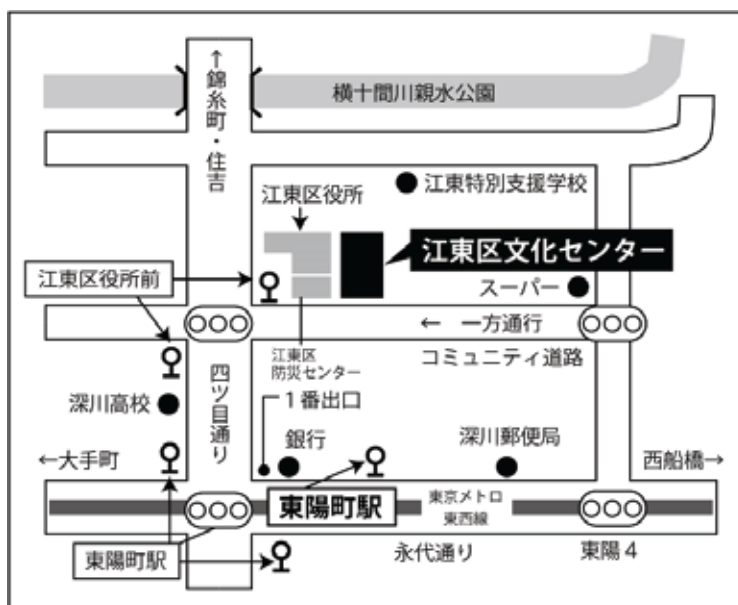 ↑錦糸町・住吉
横十間川親水公園
江東区役所
江東特別支援学校
江東区文化センター
江東区役所前
スーパー
← 一方通行
江東区
防災センター
コミュニティ道路
四ツ目通り
深川高校
1番出口
銀行
深川郵便局
←大手町
西船橋→
東陽町駅
東京メトロ
東西線
東陽町駅
永代通り
東陽4